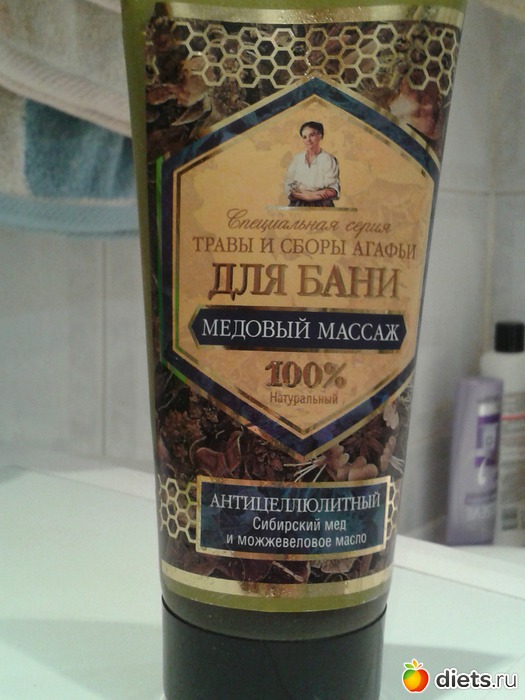 Специальная серия
ТРАВЫ И СБОРЫ АГАФЬИ
ДЛЯ БАНИ
МЕДОВЫЙ МАССАЖ
100%
Натуральный
АНТИЦЕЛЛЮЛИТНЫЙ
Сибирский мед
и можжевеловое масло
diets.ru